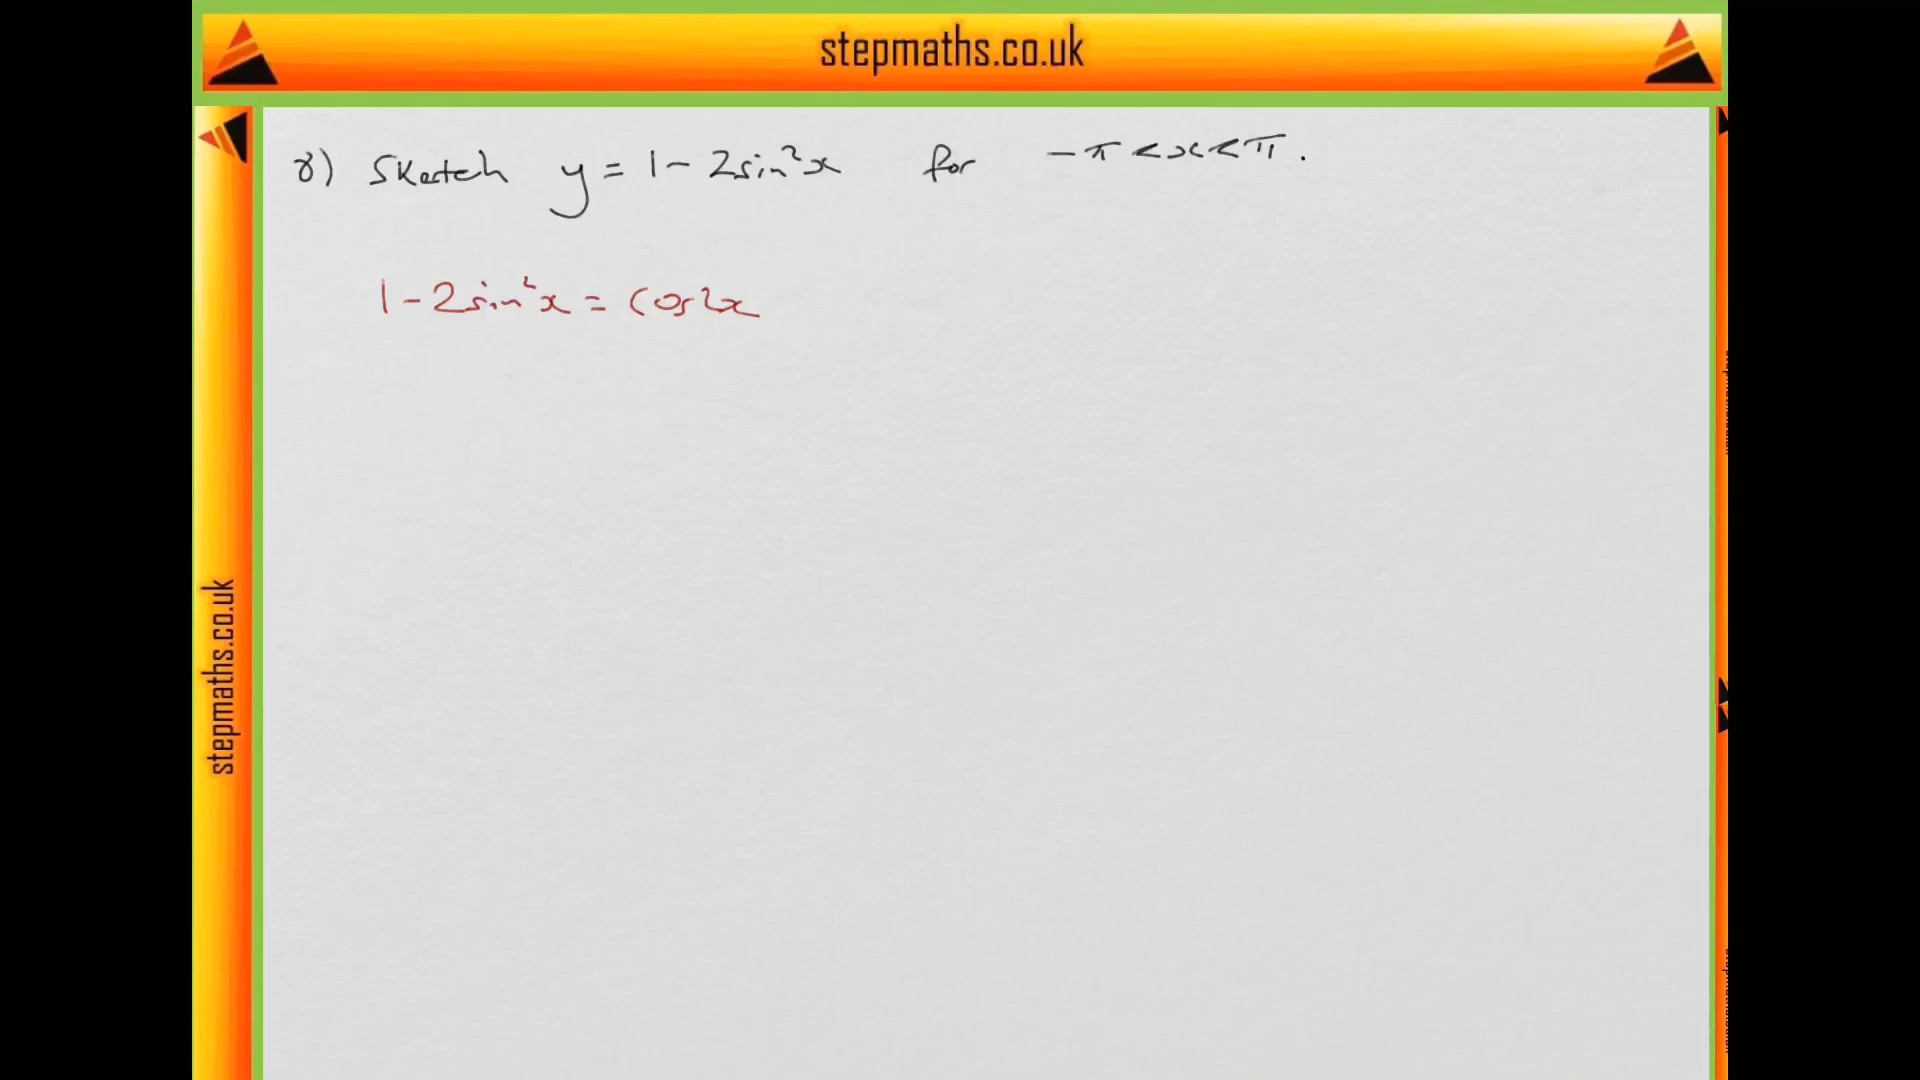 stepmaths.co.uk
8) Sketch y = 1 - 2sin²x for -π < x < π.
1 - 2sin²x = cos2x
stepmaths.co.uk